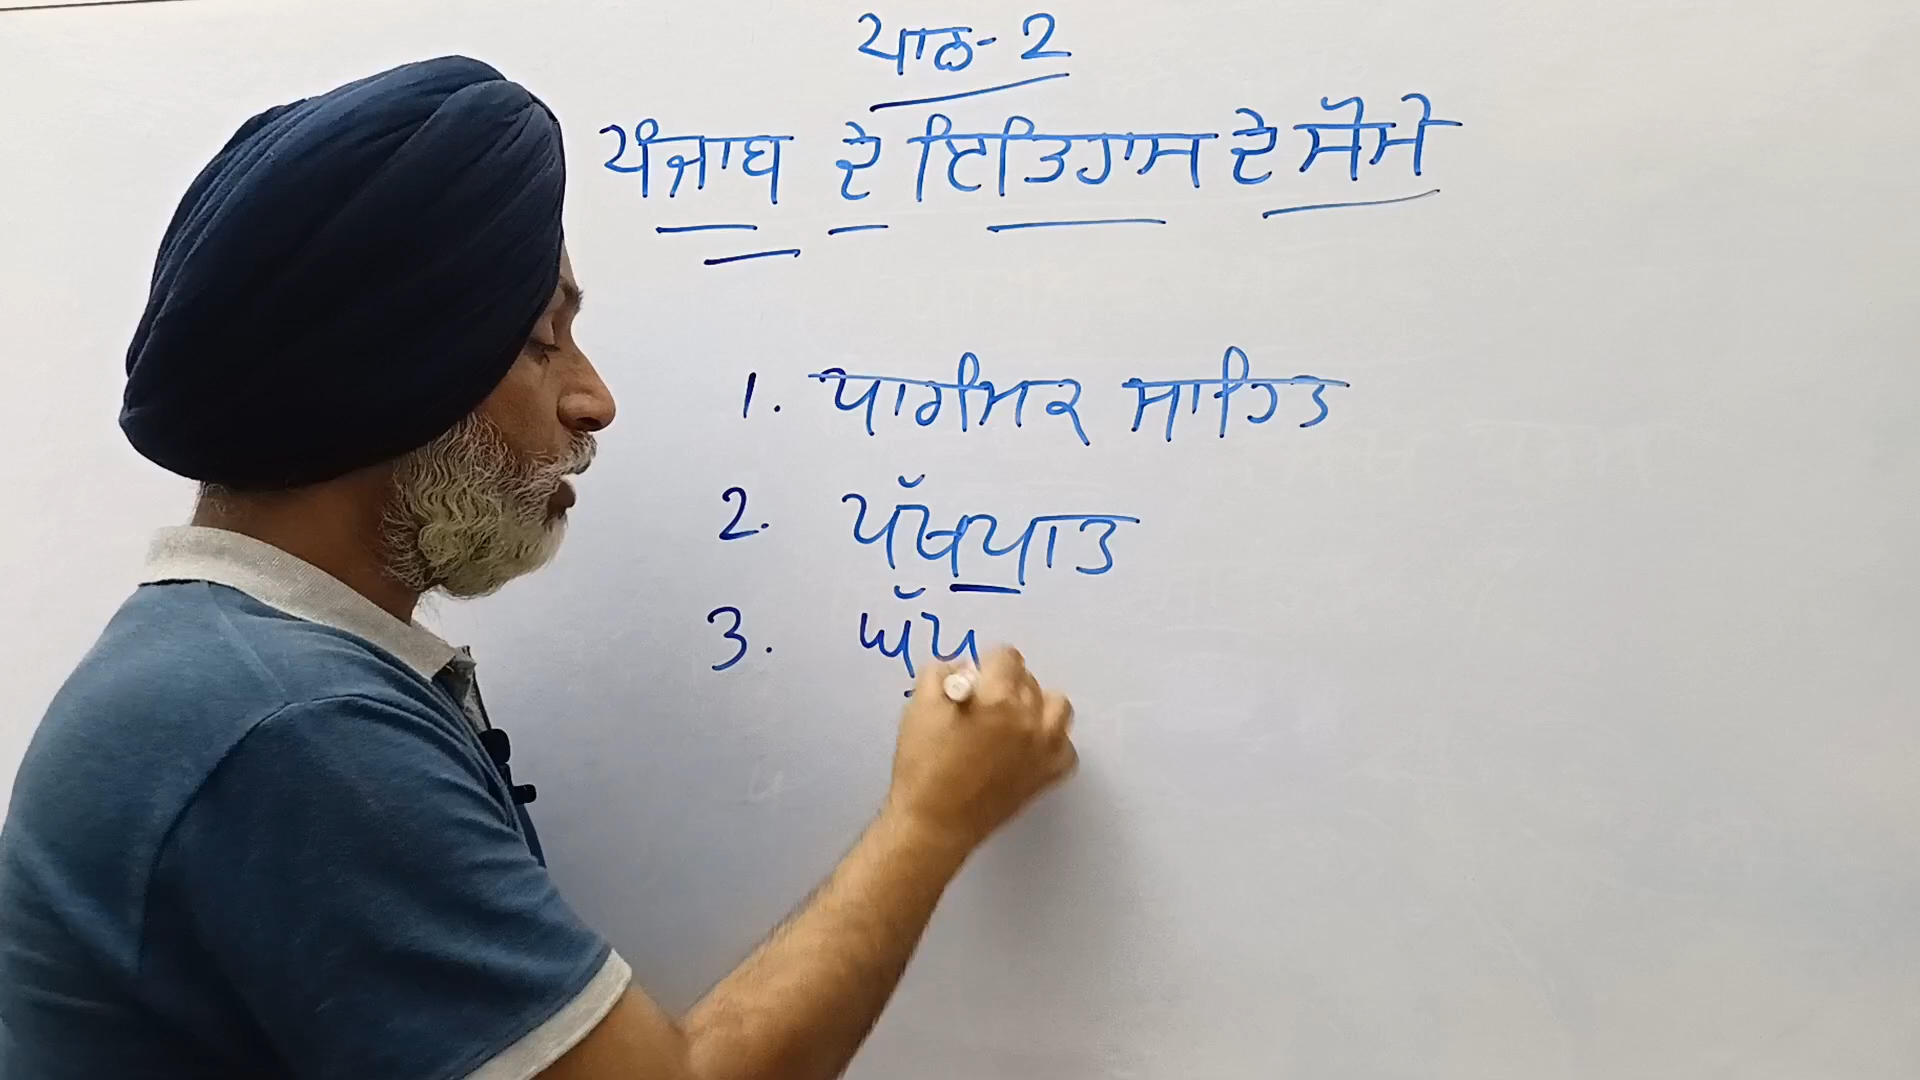 ਪਾਠ- 2
ਪੰਜਾਬ ਦੇ ਇਤਿਹਾਸ ਦੇ ਸੋਮੇ
1. ਧਾਰਮਿਕ ਸਾਹਿਤ
2. ਪੱਖਪਾਤ
3.